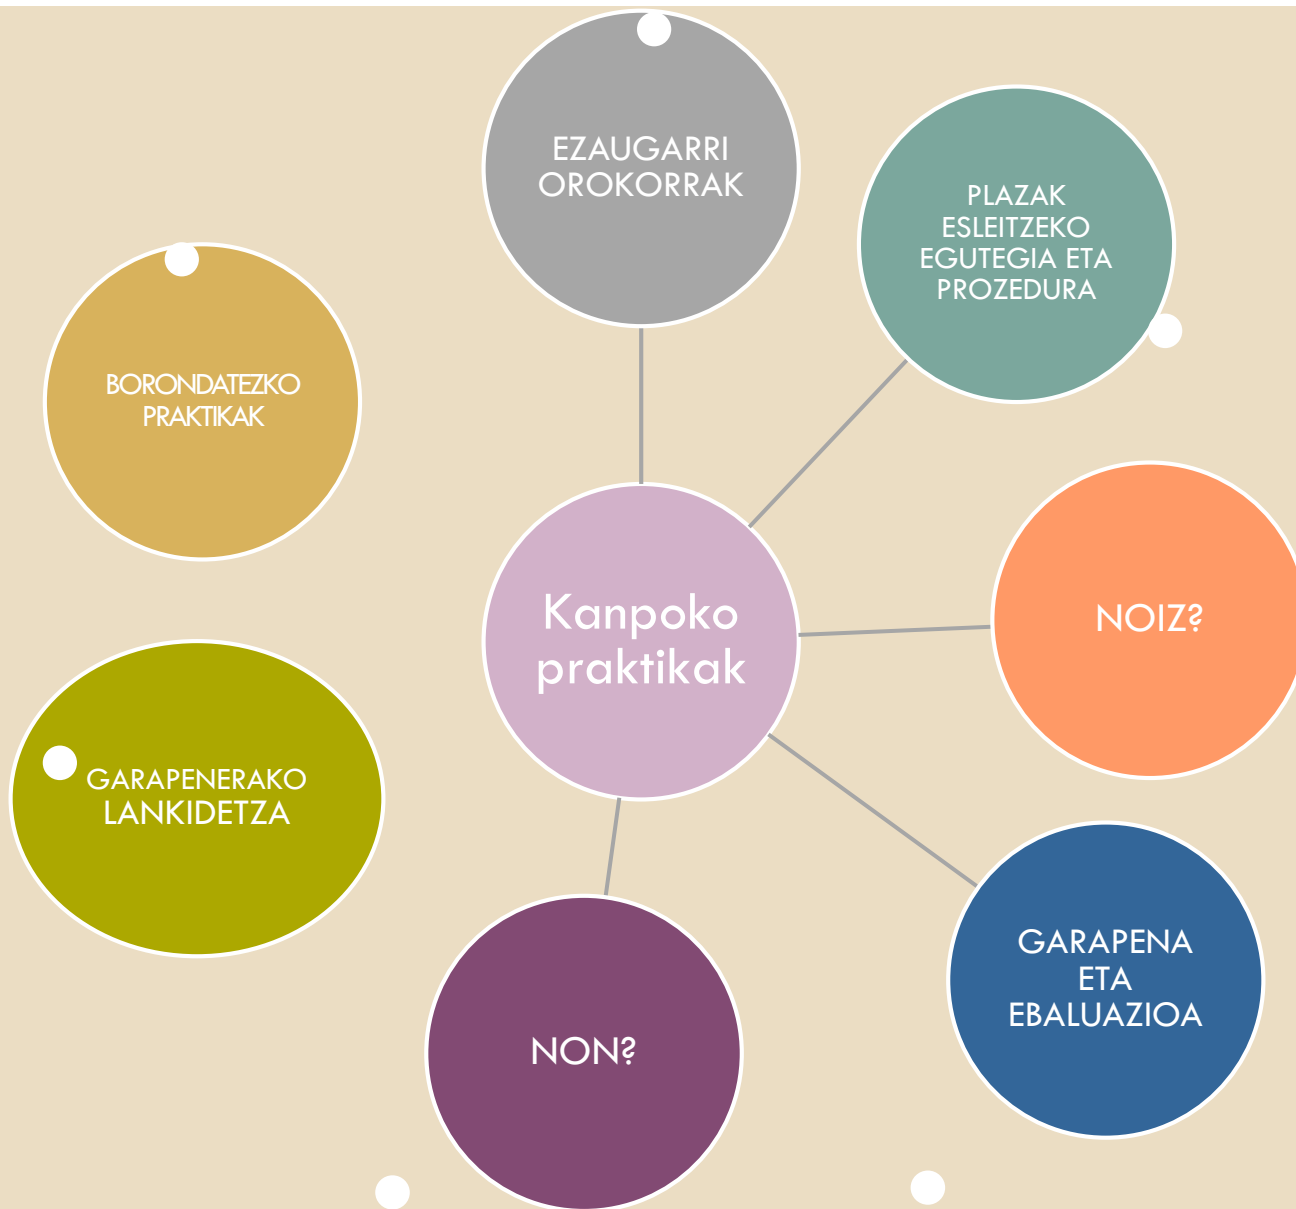 EZAUGARRI
OROKORRAK
PLAZAK
ESLEITZEKO
EGUTEGIA ETA
PROZEDURA
BORONDATEZKO
PRAKTIKAK
Kanpoko
praktikak
NOIZ?
GARAPENERAKO
LANKIDETZA
GARAPENA
ETA
EBALUAZIOA
NON?